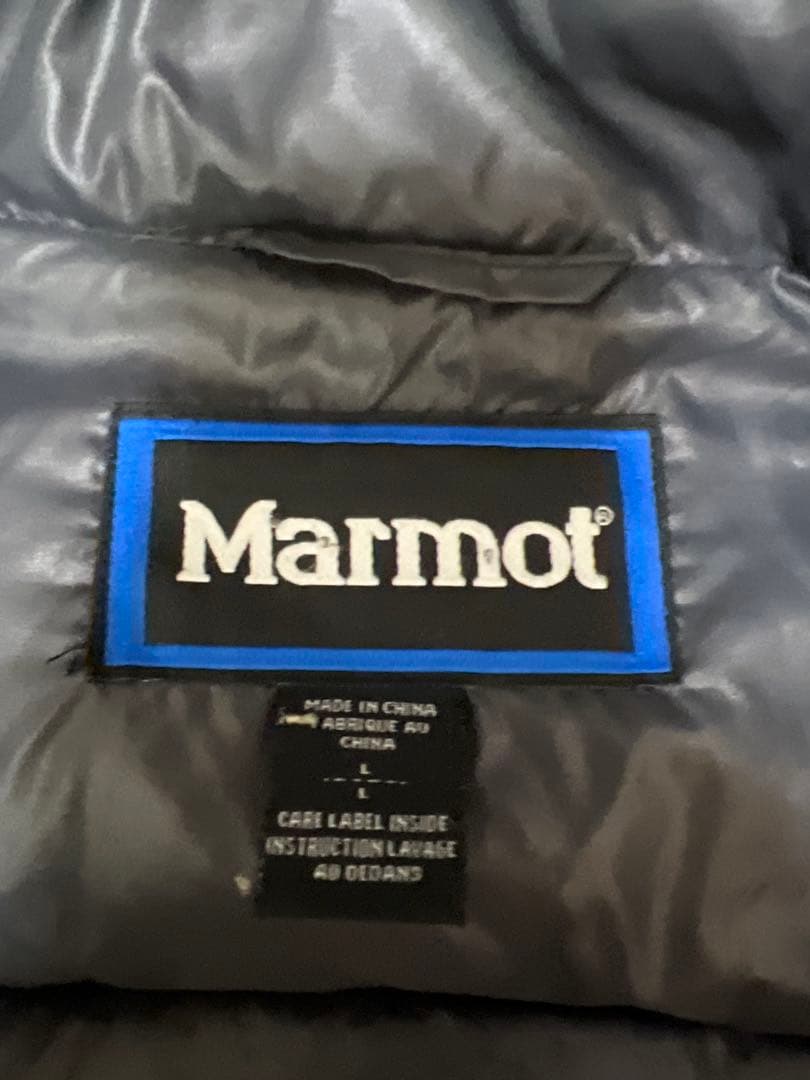 Marmot®
MADE IN CHINA
ABRIQUE AU
CHINA
L
L
CARE LABEL INSIDE
INSTRUCTION LAVAGE
AU DEDANS